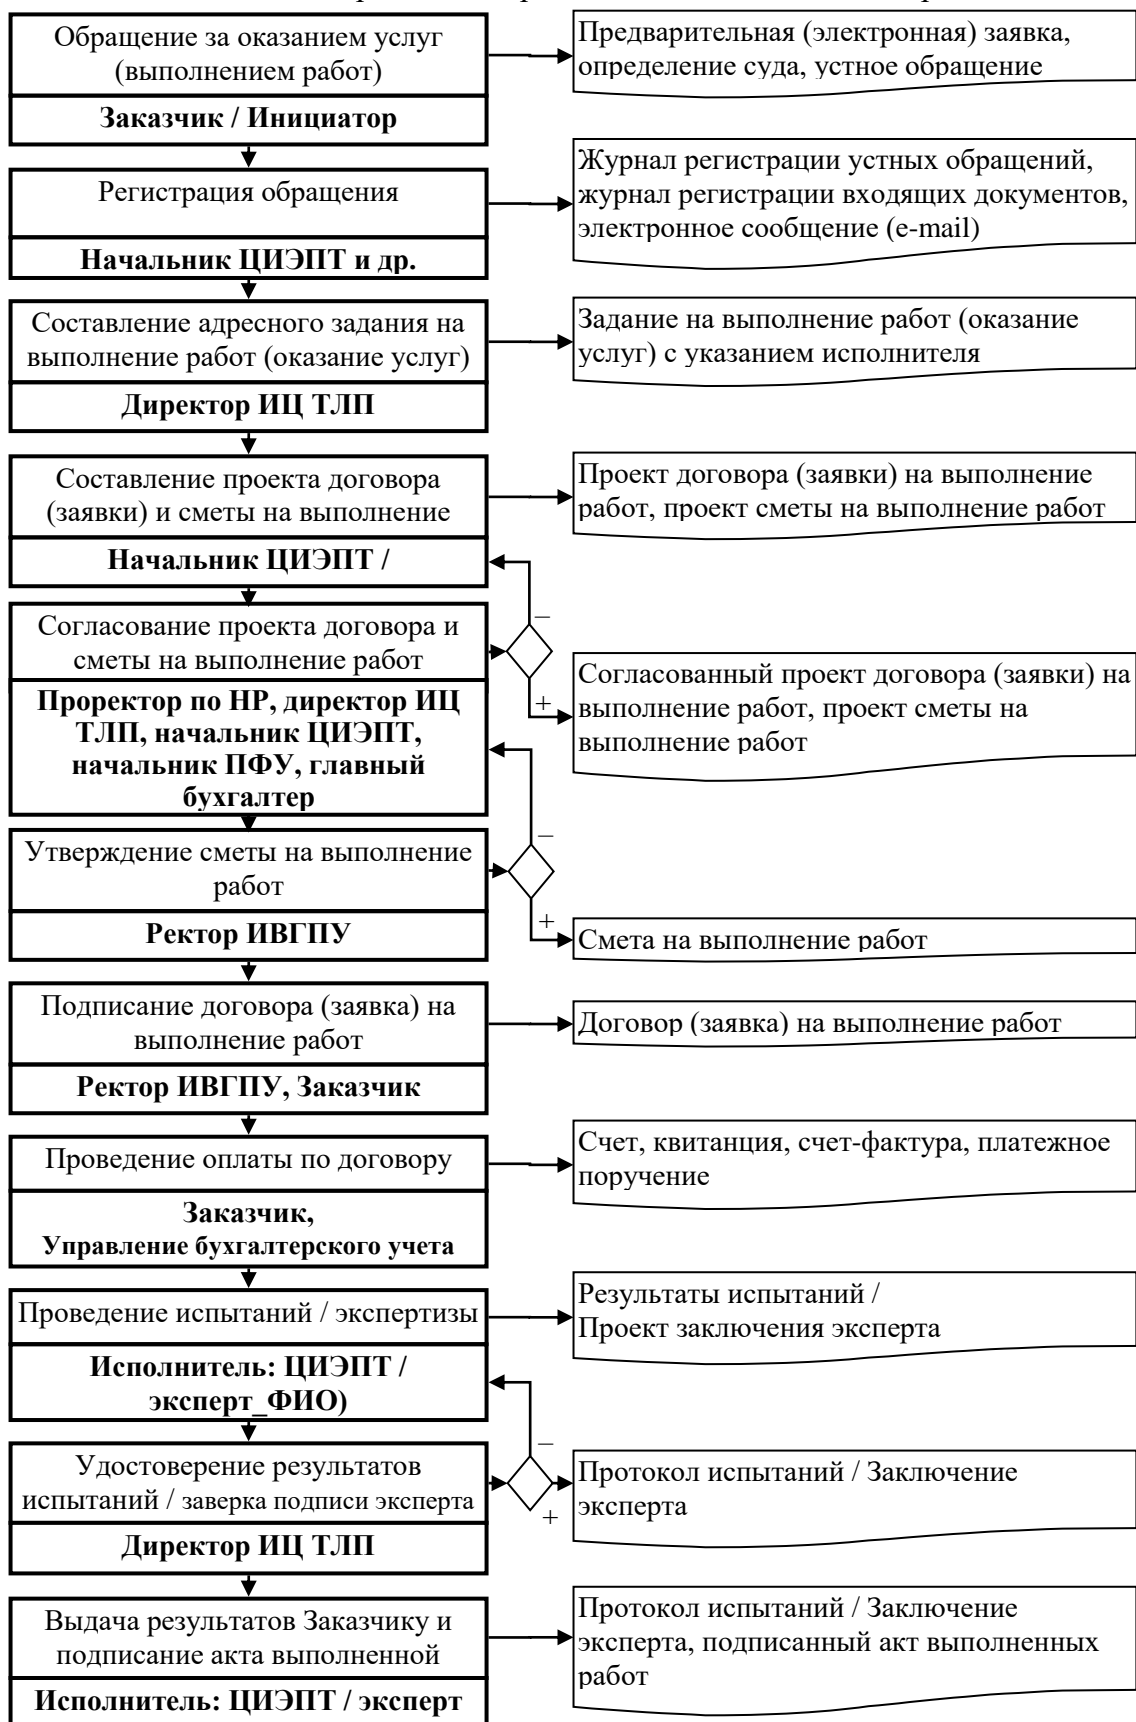 Обращение за оказанием услуг
(выполнением работ)
Заказчик / Инициатор
Предварительная (электронная) заявка,
определение суда, устное обращение
Регистрация обращения
Начальник ЦИЭПТ и др.
Журнал регистрации устных обращений,
журнал регистрации входящих документов,
электронное сообщение (e-mail)
Составление адресного задания на
выполнение работ (оказание услуг)
Директор ИЦ ТЛП
Задание на выполнение работ (оказание
услуг) с указанием исполнителя
Составление проекта договора
(заявки) и сметы на выполнение
Начальник ЦИЭПТ /
Проект договора (заявки) на выполнение
работ, проект сметы на выполнение работ
Согласование проекта договора и
сметы на выполнение работ
Проректор по НР, директор ИЦ
ТЛП, начальник ЦИЭПТ,
начальник ПФУ, главный
бухгалтер
–
+
Согласованный проект договора (заявки) на
выполнение работ, проект сметы на
выполнение работ
Утверждение сметы на выполнение
работ
Ректор ИВГПУ
–
+
Смета на выполнение работ
Подписание договора (заявка) на
выполнение работ
Ректор ИВГПУ, Заказчик
Договор (заявка) на выполнение работ
Проведение оплаты по договору
Заказчик,
Управление бухгалтерского учета
Счет, квитанция, счет-фактура, платежное
поручение
Проведение испытаний / экспертизы
Исполнитель: ЦИЭПТ /
эксперт_ФИО)
Результаты испытаний /
Проект заключения эксперта
Удостоверение результатов
испытаний / заверка подписи эксперта
Директор ИЦ ТЛП
–
+
Протокол испытаний / Заключение
эксперта
Выдача результатов Заказчику и
подписание акта выполненной
Исполнитель: ЦИЭПТ / эксперт
Протокол испытаний / Заключение
эксперта, подписанный акт выполненных
работ